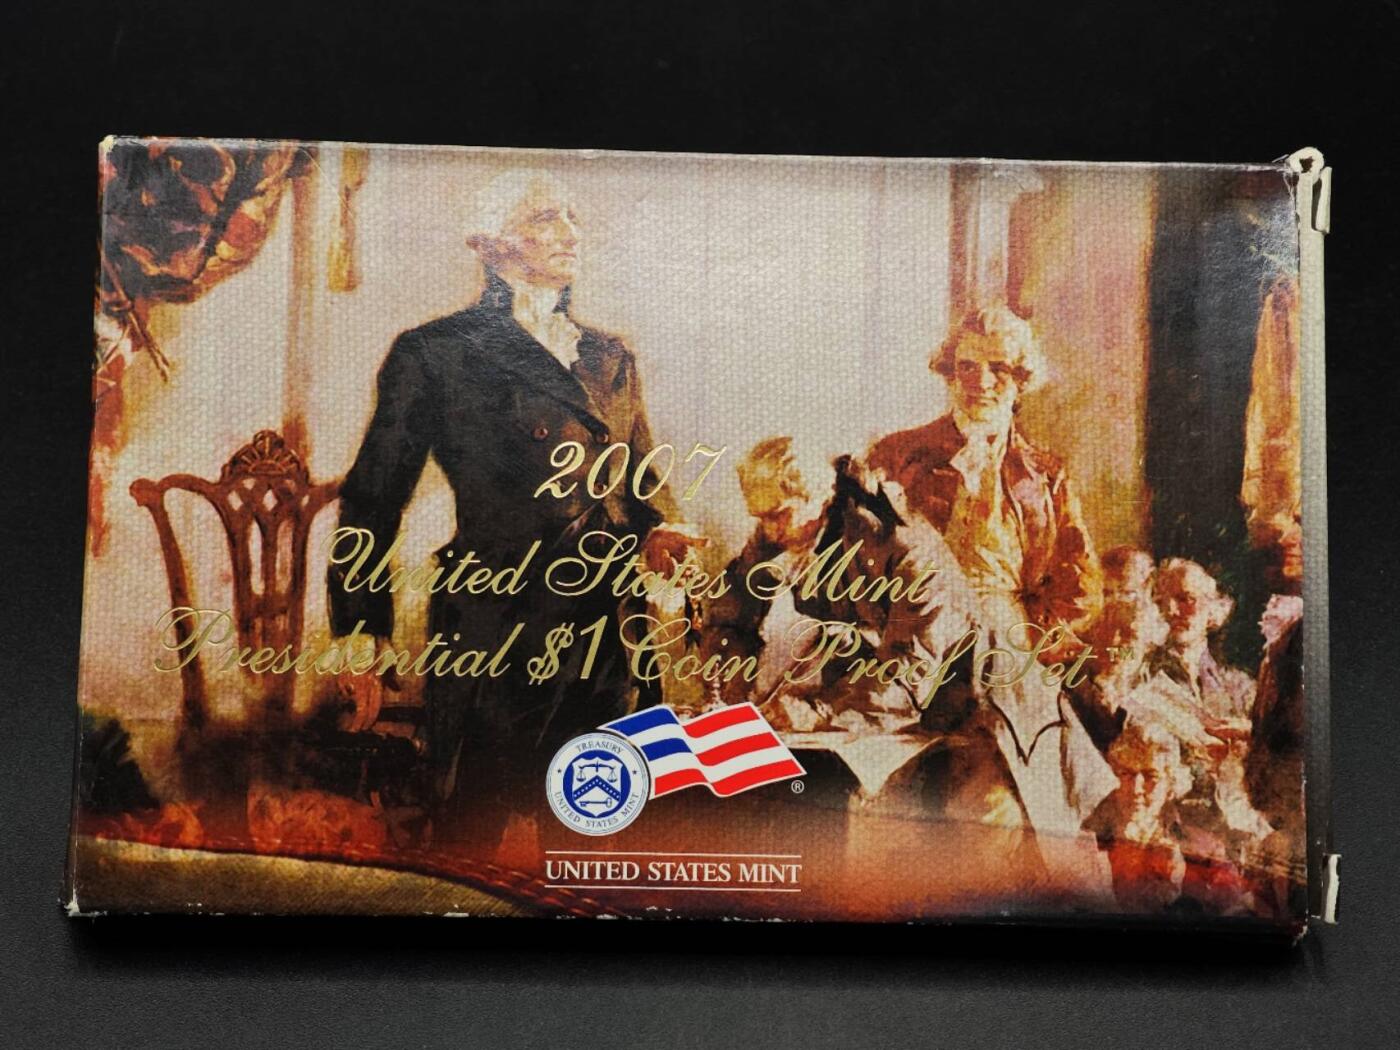 2007
United States Mint
Presidential $1 Coin Proof Set™
TREASURY
UNITED STATES MINT
®
UNITED STATES MINT